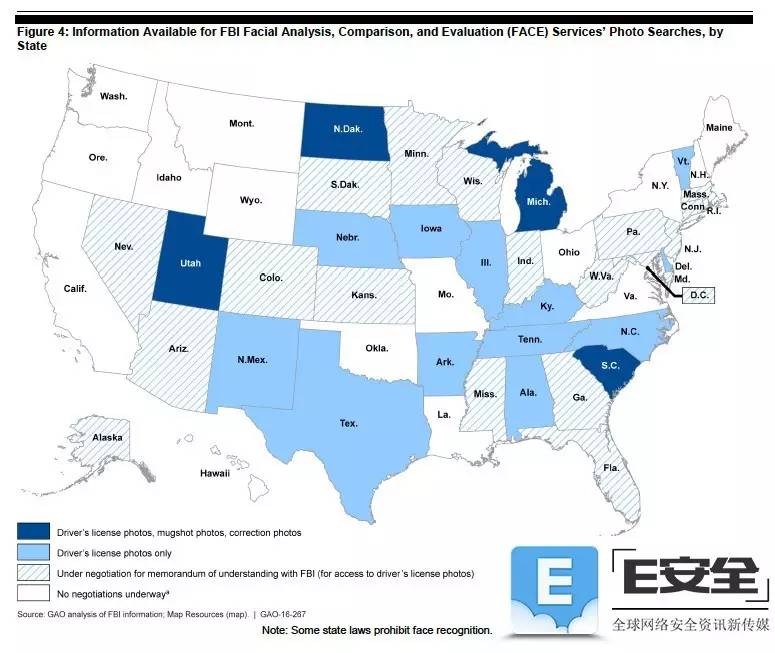 Figure 4: Information Available for FBI Facial Analysis, Comparison, and Evaluation (FACE) Services' Photo Searches, by
State
Wash.
Mont.
N.Dak.
Minn.
Maine
Ore.
Idaho
Wyo.
S.Dak.
Wis.
Mich.
Vt.
N.H.
N.Y.
Mass.
Conn.
R.I.
Nev.
Utah
Colo.
Nebr.
Iowa
Ill.
Ind.
Ohio
Pa.
N.J.
Calif.
Kans.
Mo.
Ky.
W.Va.
Va.
Del.
Md.
D.C.
Ariz.
N.Mex.
Okla.
Ark.
Tenn.
N.C.
S.C.
Tex.
La.
Miss.
Ala.
Ga.
Fla.
Alaska
Hawaii
Driver's license photos, mugshot photos, correction photos
Driver's license photos only
Under negotiation for memorandum of understanding with FBI (for access to driver's license photos)
No negotiations underwayª
Source: GAO analysis of FBI information; Map Resources (map). | GAO-16-267
Note: Some state laws prohibit face recognition.
E
E安全
全球网络安全资讯新传媒